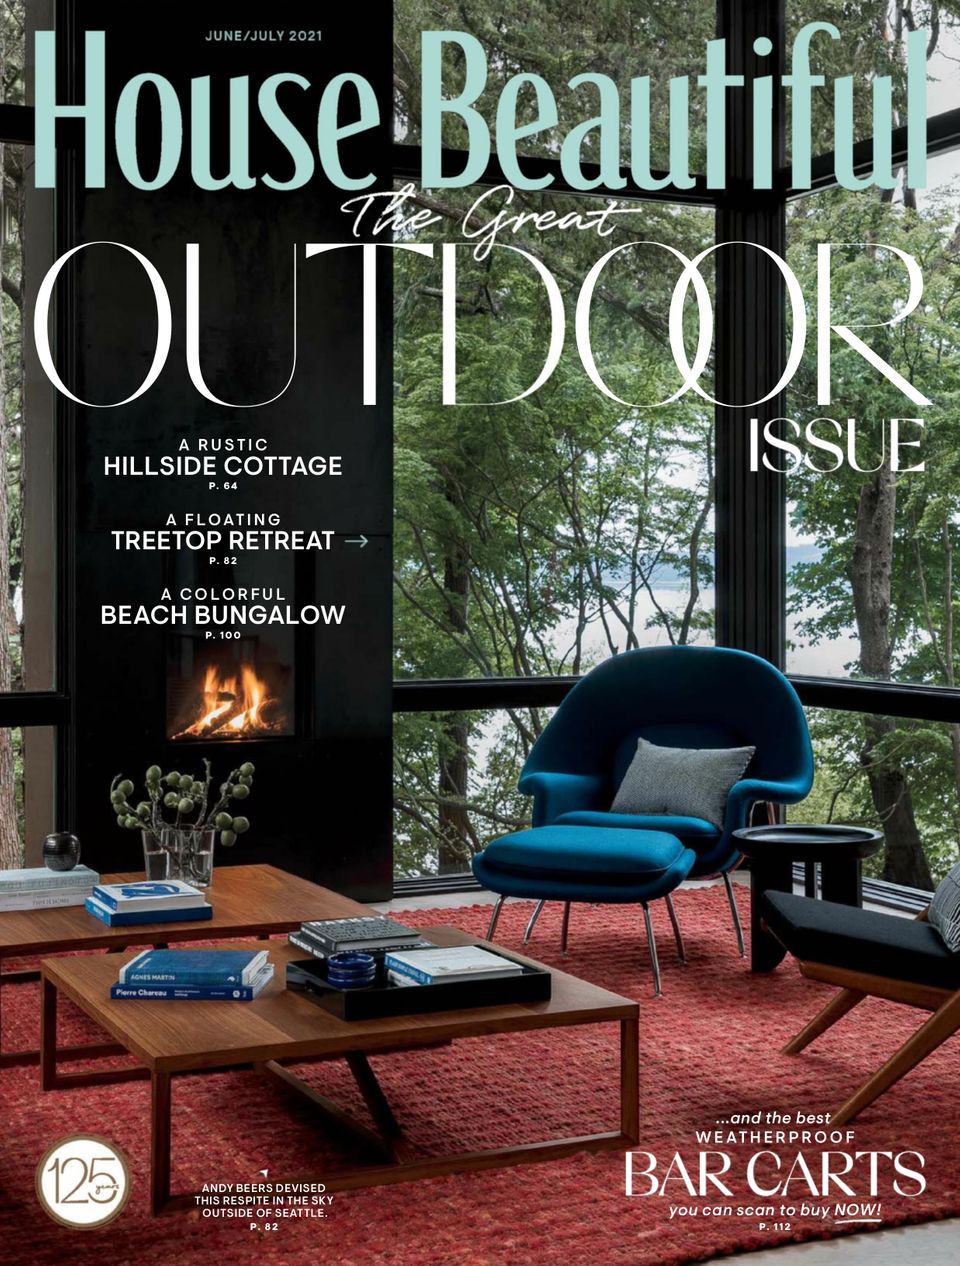 JUNE/JULY 2021
House Beautiful
The Great
OUTDOOR
ISSUE
A RUSTIC
HILLSIDE COTTAGE
P. 64
A FLOATING
TREETOP RETREAT →
P. 82
A COLORFUL
BEACH BUNGALOW
P. 100
AGNES MARTIN
Pierre Chareau
125
years
ANDY BEERS DEVISED
THIS RESPITE IN THE SKY
OUTSIDE OF SEATTLE.
P. 82
...and the best
WEATHERPROOF
BAR CARTS
you can scan to buy NOW!
P. 112